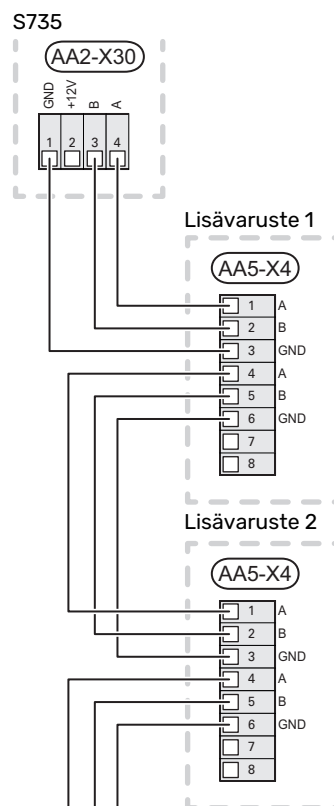 S735
AA2-X30
GND +12V B A
1 2 3 4
Lisävaruste 1
AA5-X4
1 A
2 B
3 GND
4 A
5 B
6 GND
7
8
Lisävaruste 2
AA5-X4
1 A
2 B
3 GND
4 A
5 B
6 GND
7
8